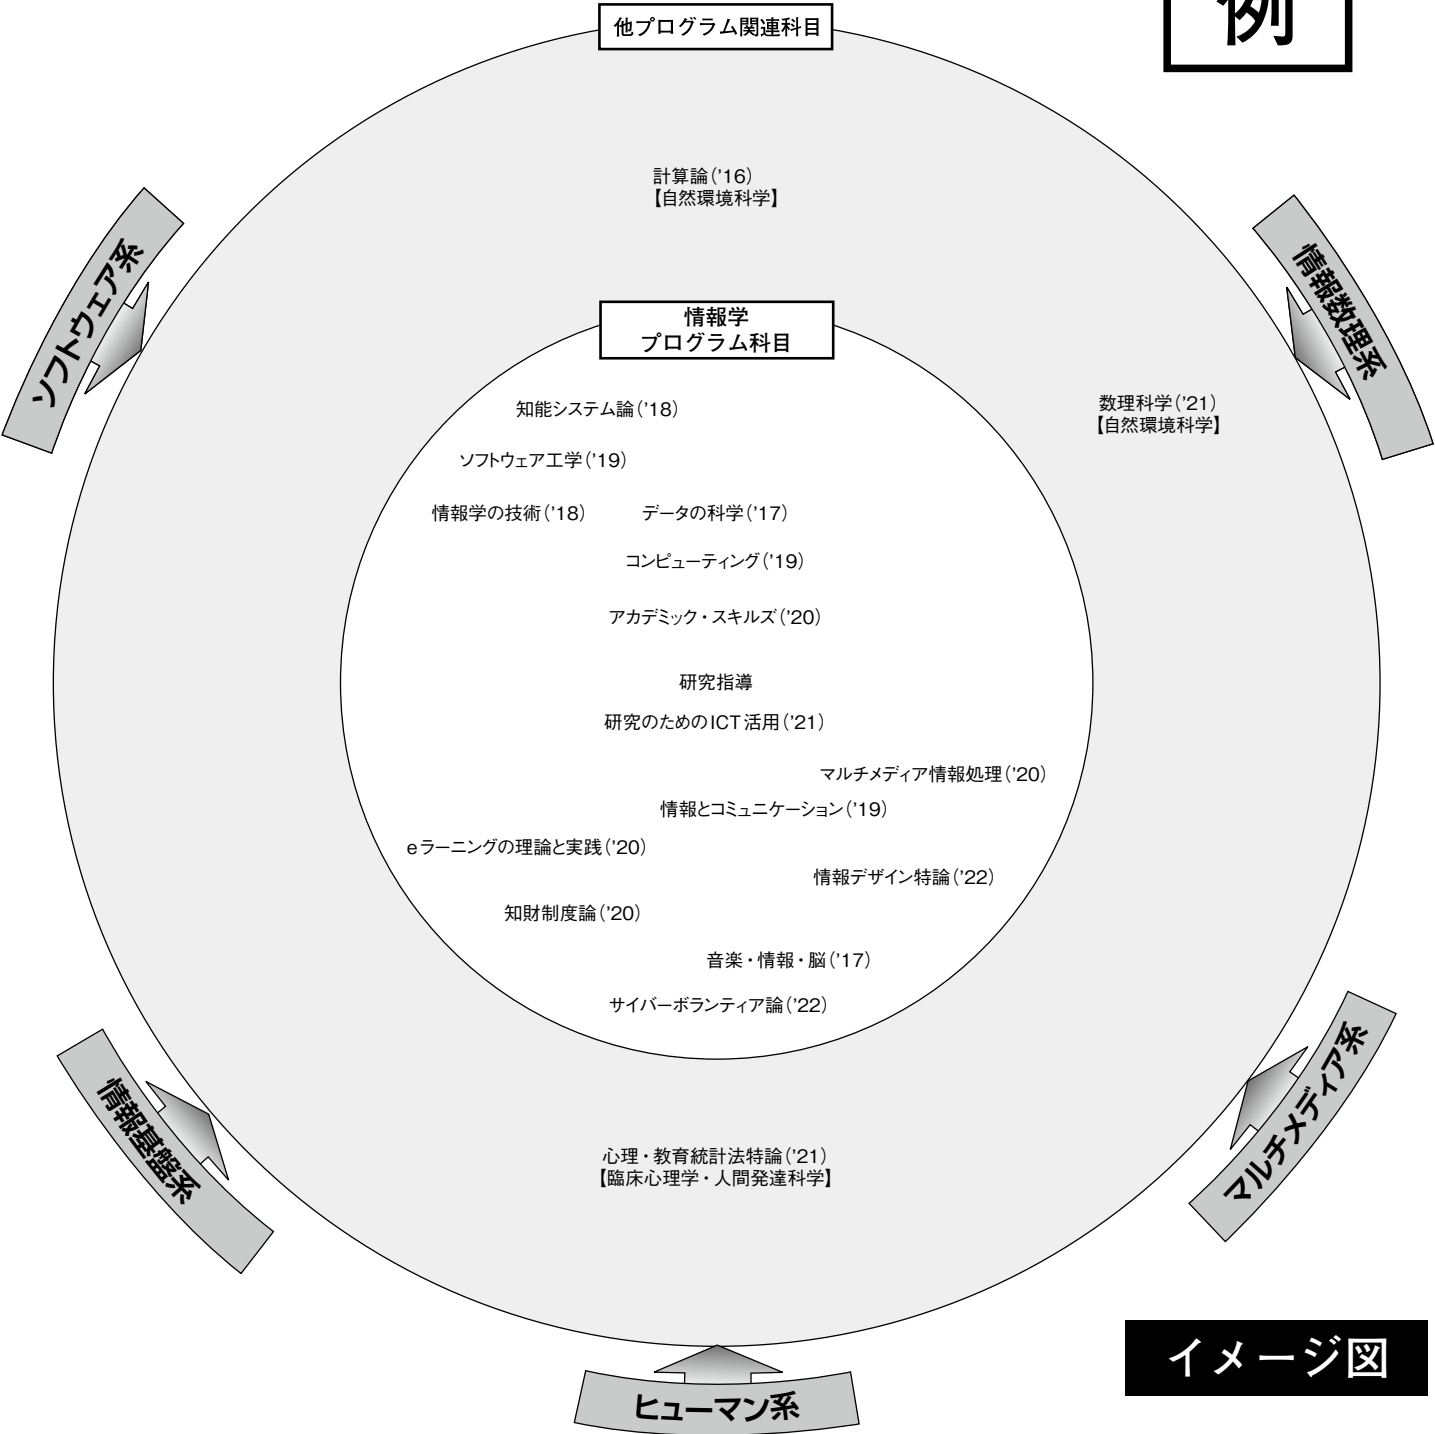 例
他プログラム関連科目
計算論(’16)
【自然環境科学】
ソフトウェア系
情報数理系
情報学
プログラム科目
数理科学(’21)
【自然環境科学】
知能システム論(’18)
ソフトウェア工学(’19)
情報学の技術(’18)
データの科学(’17)
コンピューティング(’19)
アカデミック・スキルズ(’20)
研究指導
研究のためのICT活用(’21)
マルチメディア情報処理(’20)
情報とコミュニケーション(’19)
eラーニングの理論と実践(’20)
情報デザイン特論(’22)
知財制度論(’20)
音楽・情報・脳(’17)
サイバーボランティア論(’22)
情報基盤系
マルチメディア系
心理・教育統計法特論(’21)
【臨床心理学・人間発達科学】
イメージ図
ヒューマン系